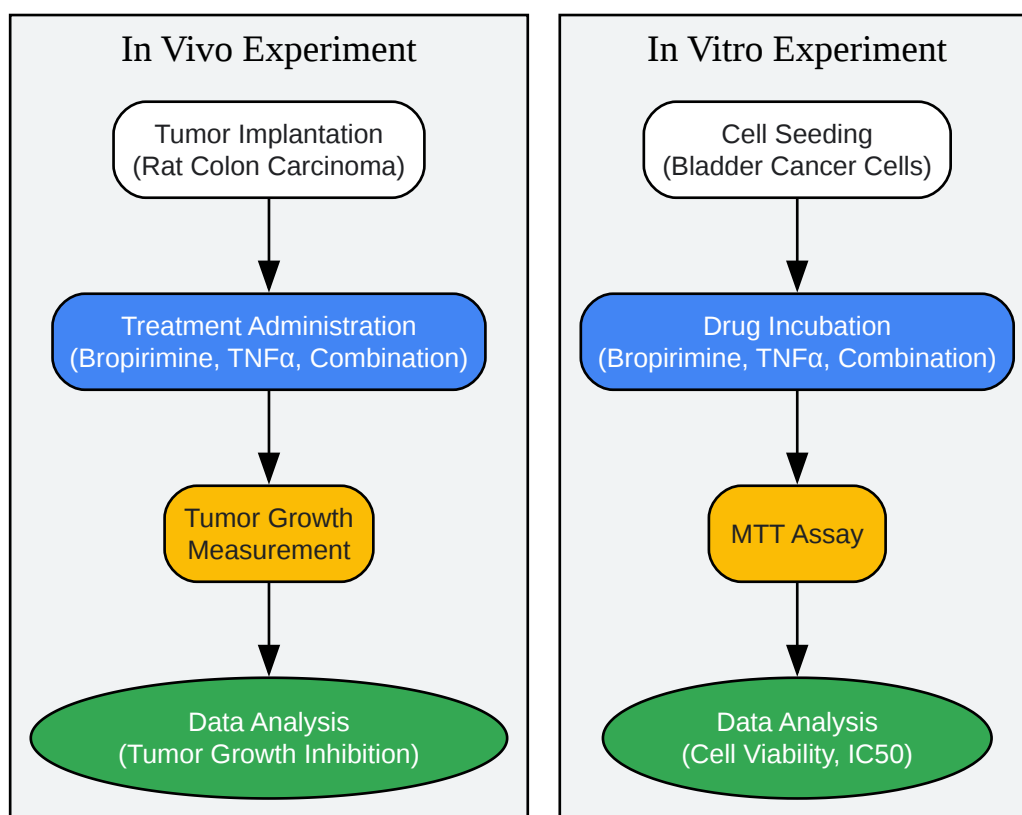 In Vivo Experiment
Tumor Implantation
(Rat Colon Carcinoma)
Treatment Administration
(Bropirimine, TNFα, Combination)
Tumor Growth
Measurement
Data Analysis
(Tumor Growth Inhibition)
In Vitro Experiment
Cell Seeding
(Bladder Cancer Cells)
Drug Incubation
(Bropirimine, TNFα, Combination)
MTT Assay
Data Analysis
(Cell Viability, IC50)